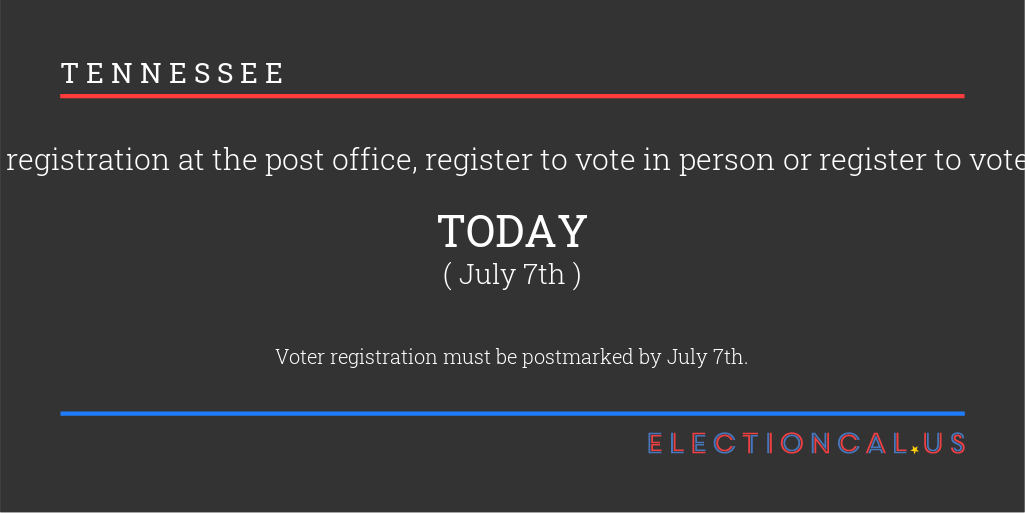 TENNESSEE
registration at the post office, register to vote in person or register to vote
TODAY
( July 7th )
Voter registration must be postmarked by July 7th.
ELECTIONCAL.US